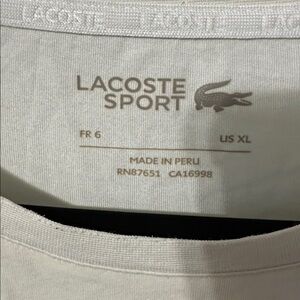 LACOSTE LACOSTE LACOSTE
LACOSTE
SPORT
FR 6 US XL
MADE IN PERU
RN87651 CA16998